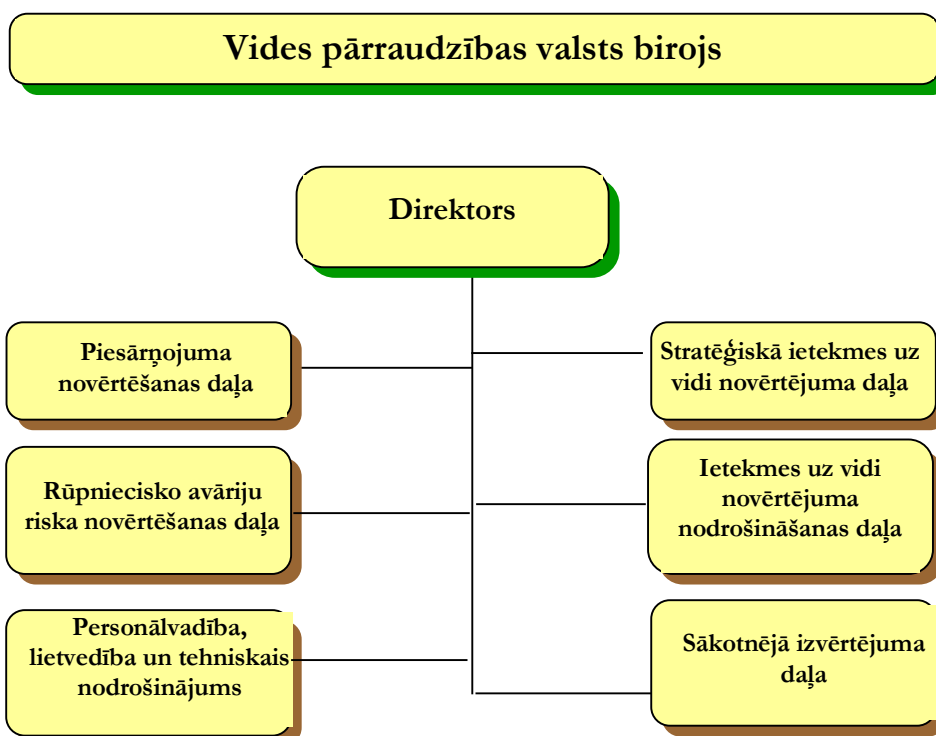 Vides pārraudzības valsts birojs
Direktors
Piesārņojuma
novērtēšanas daļa
Stratēģiskā ietekmes uz
vidi novērtējuma daļa
Rūpniecisko avāriju
riska novērtēšanas daļa
Ietekmes uz vidi
novērtējuma
nodrošināšanas daļa
Personālvadība,
lietvedība un tehniskais
nodrošinājums
Sākotnējā izvērtējuma
daļa